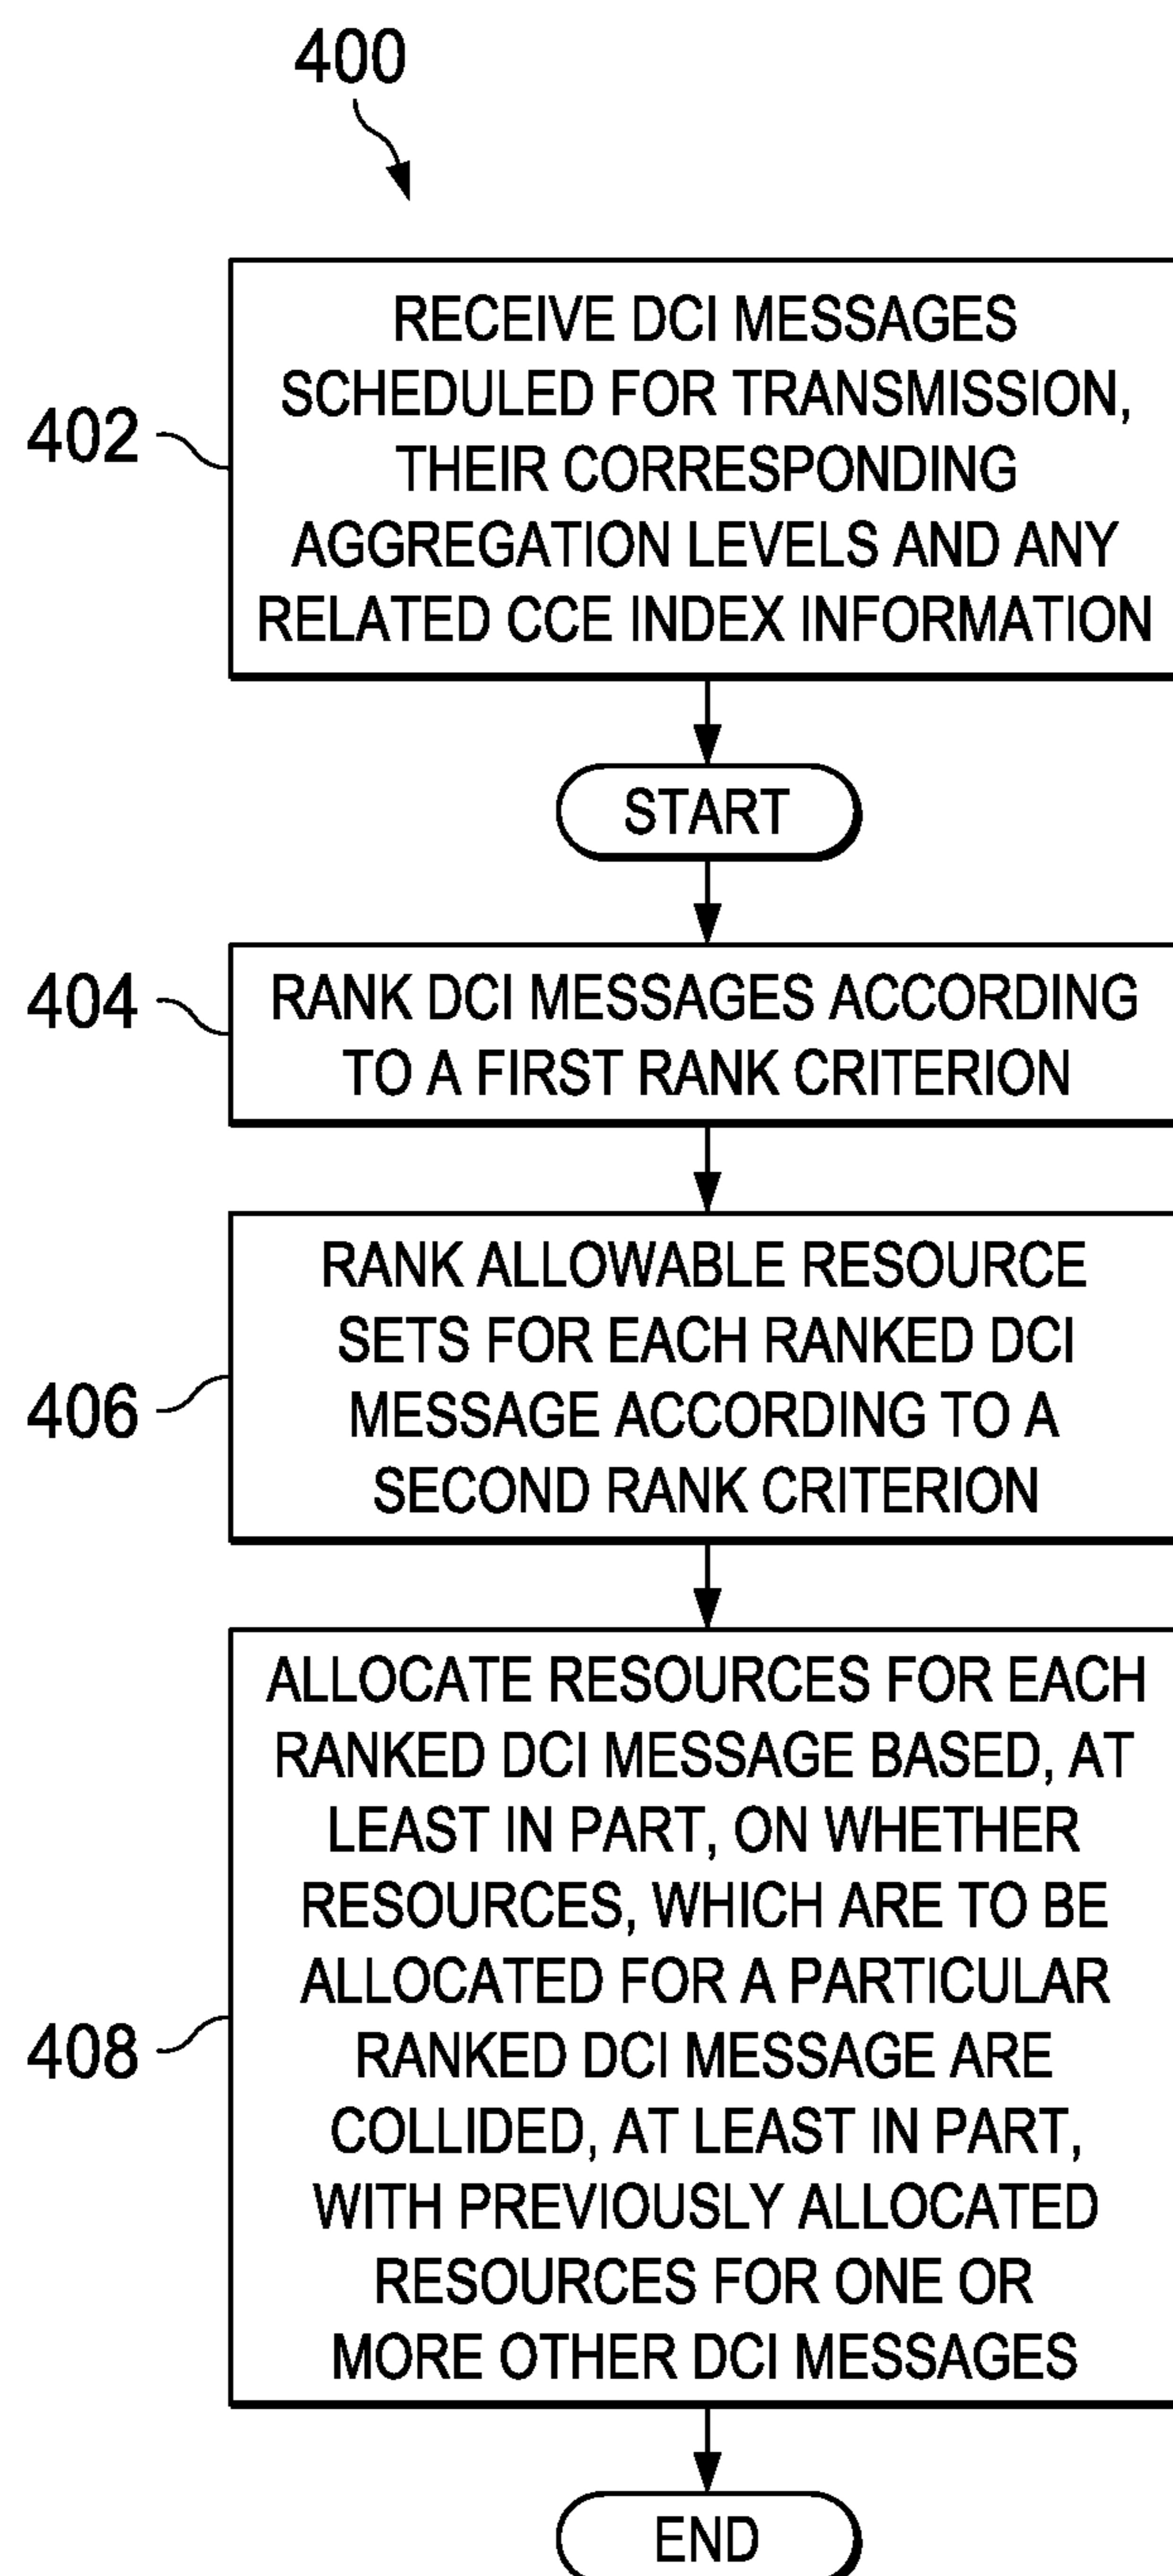 400
402
RECEIVE DCI MESSAGES
SCHEDULED FOR TRANSMISSION,
THEIR CORRESPONDING
AGGREGATION LEVELS AND ANY
RELATED CCE INDEX INFORMATION
START
404
RANK DCI MESSAGES ACCORDING
TO A FIRST RANK CRITERION
406
RANK ALLOWABLE RESOURCE
SETS FOR EACH RANKED DCI
MESSAGE ACCORDING TO A
SECOND RANK CRITERION
408
ALLOCATE RESOURCES FOR EACH
RANKED DCI MESSAGE BASED, AT
LEAST IN PART, ON WHETHER
RESOURCES, WHICH ARE TO BE
ALLOCATED FOR A PARTICULAR
RANKED DCI MESSAGE ARE
COLLIDED, AT LEAST IN PART,
WITH PREVIOUSLY ALLOCATED
RESOURCES FOR ONE OR
MORE OTHER DCI MESSAGES
END